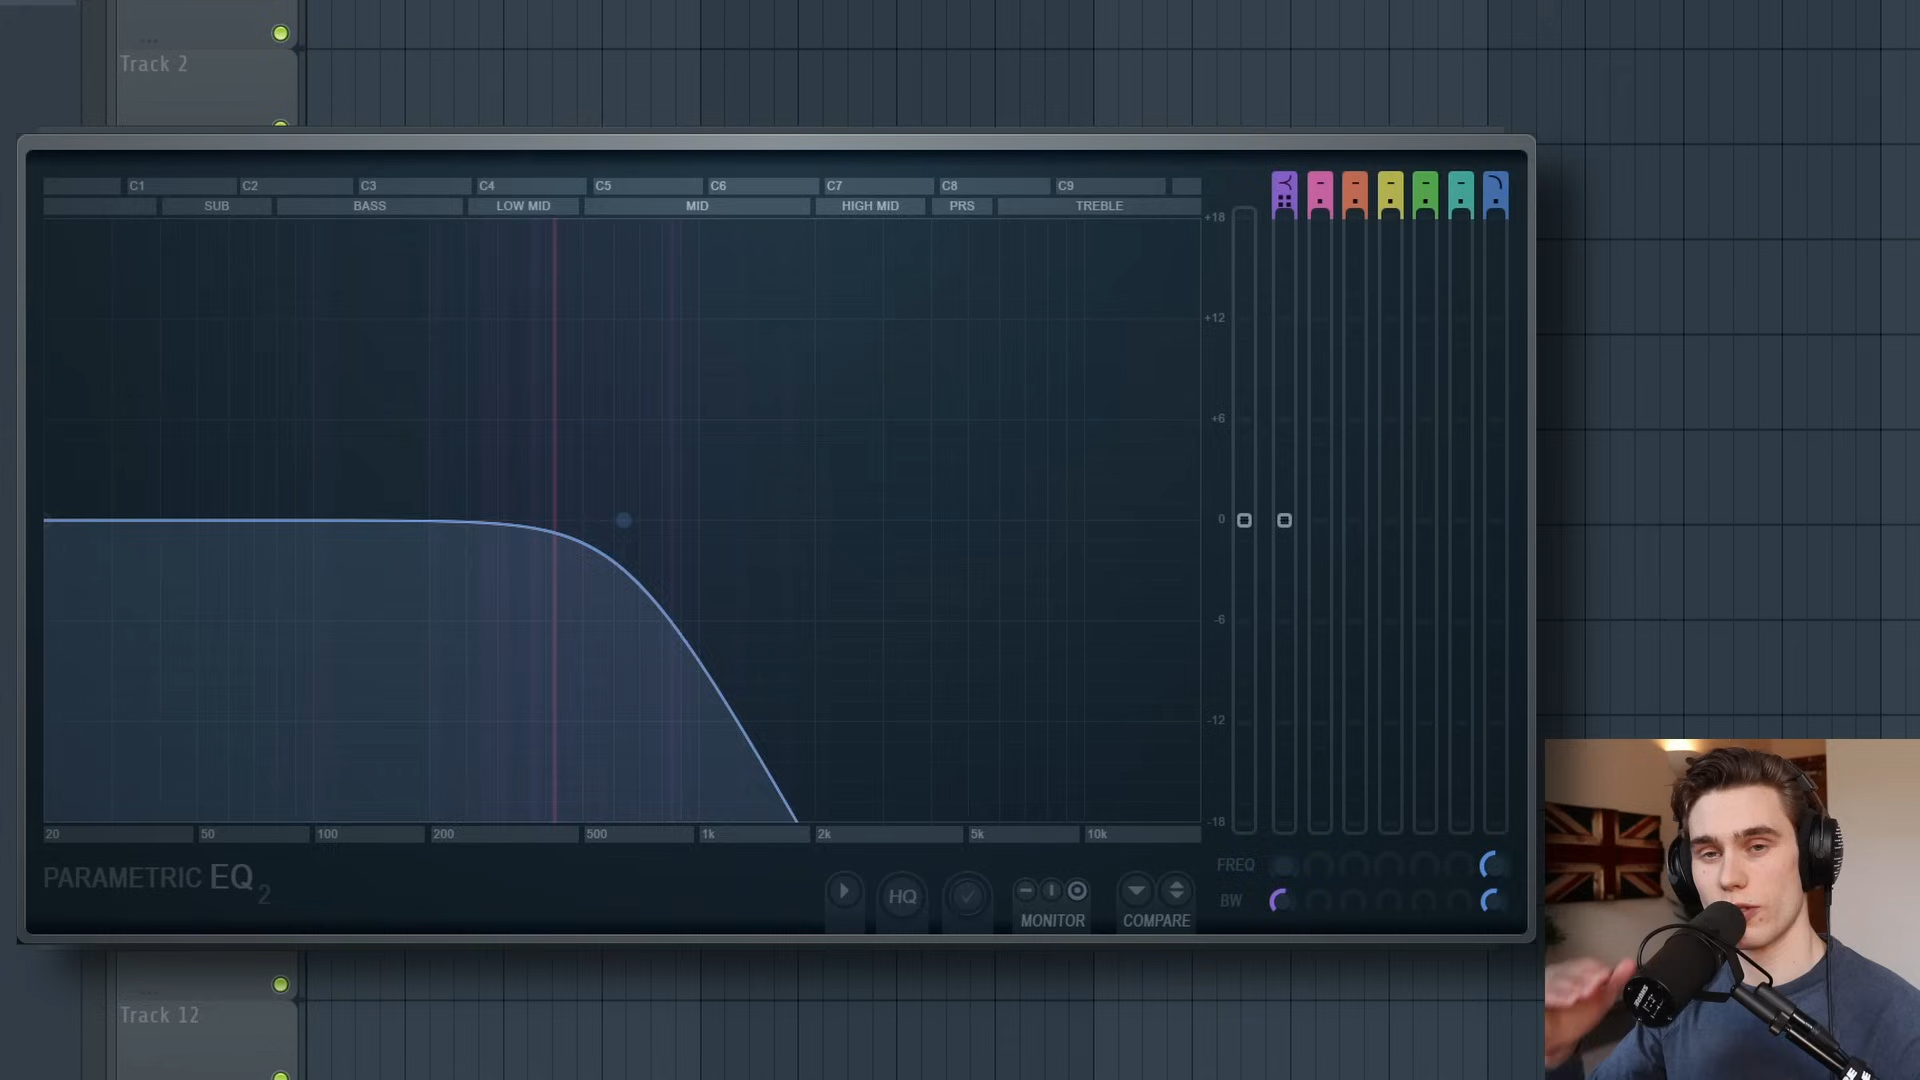 Track 2
C1 C2 C3 C4 C5 C6 C7 C8 C9
SUB BASS LOW MID MID HIGH MID PRS TREBLE
+18
+12
+6
0
-6
-12
-18
20 50 100 200 500 1k 2k 5k 10k
PARAMETRIC EQ 2
HQ
MONITOR
COMPARE
FREQ
BW
Track 12